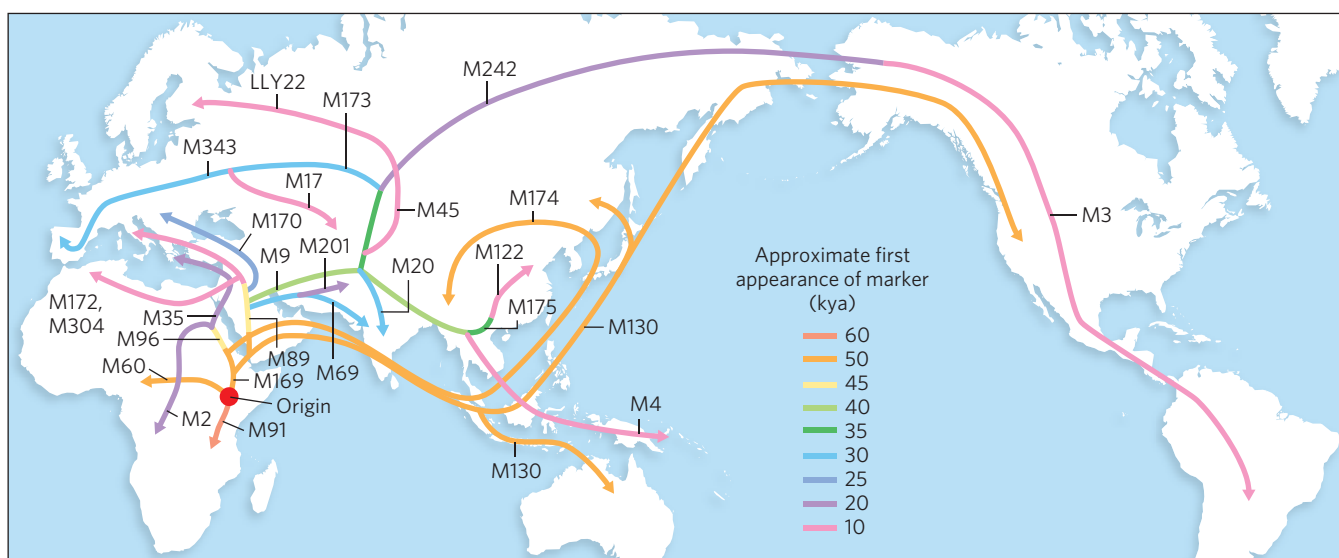 M242
LLY22
M173
M343
M17
M174
M170
M45
M3
M201
M9
M122
M20
Approximate first
appearance of marker
(kya)
M172,
M304
M175
M35
M130
M96
60
M89
50
M60
M69
M169
45
Origin
40
M2
M4
M91
35
M130
30
25
20
10